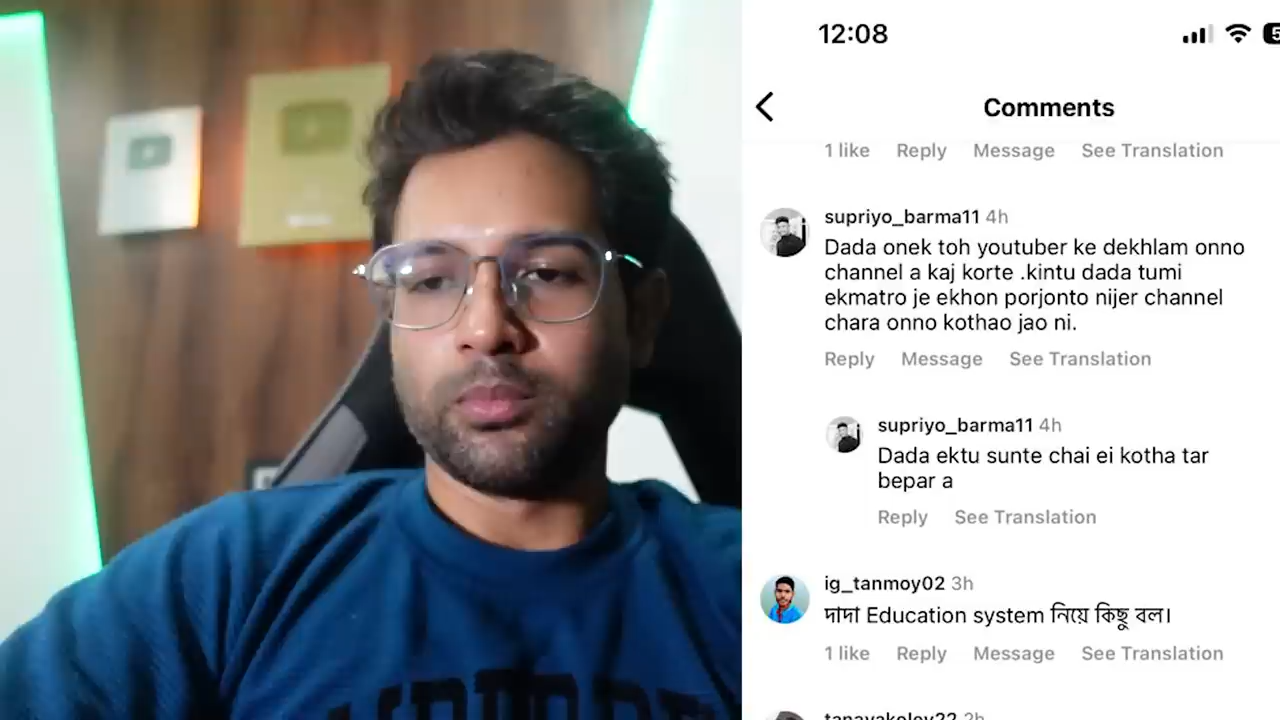 12:08
Comments
1 like Reply Message See Translation
supriyo_barma11 4h
Dada onek toh youtuber ke dekhlam onno
channel a kaj korte .kintu dada tumi
ekmatro je ekhon porjonto nijer channel
chara onno kothao jao ni.
Reply Message See Translation
supriyo_barma11 4h
Dada ektu sunte chai ei kotha tar
bepar a
Reply See Translation
ig_tanmoy02 3h
দাদা Education system নিয়ে কিছু বল।
1 like Reply Message See Translation